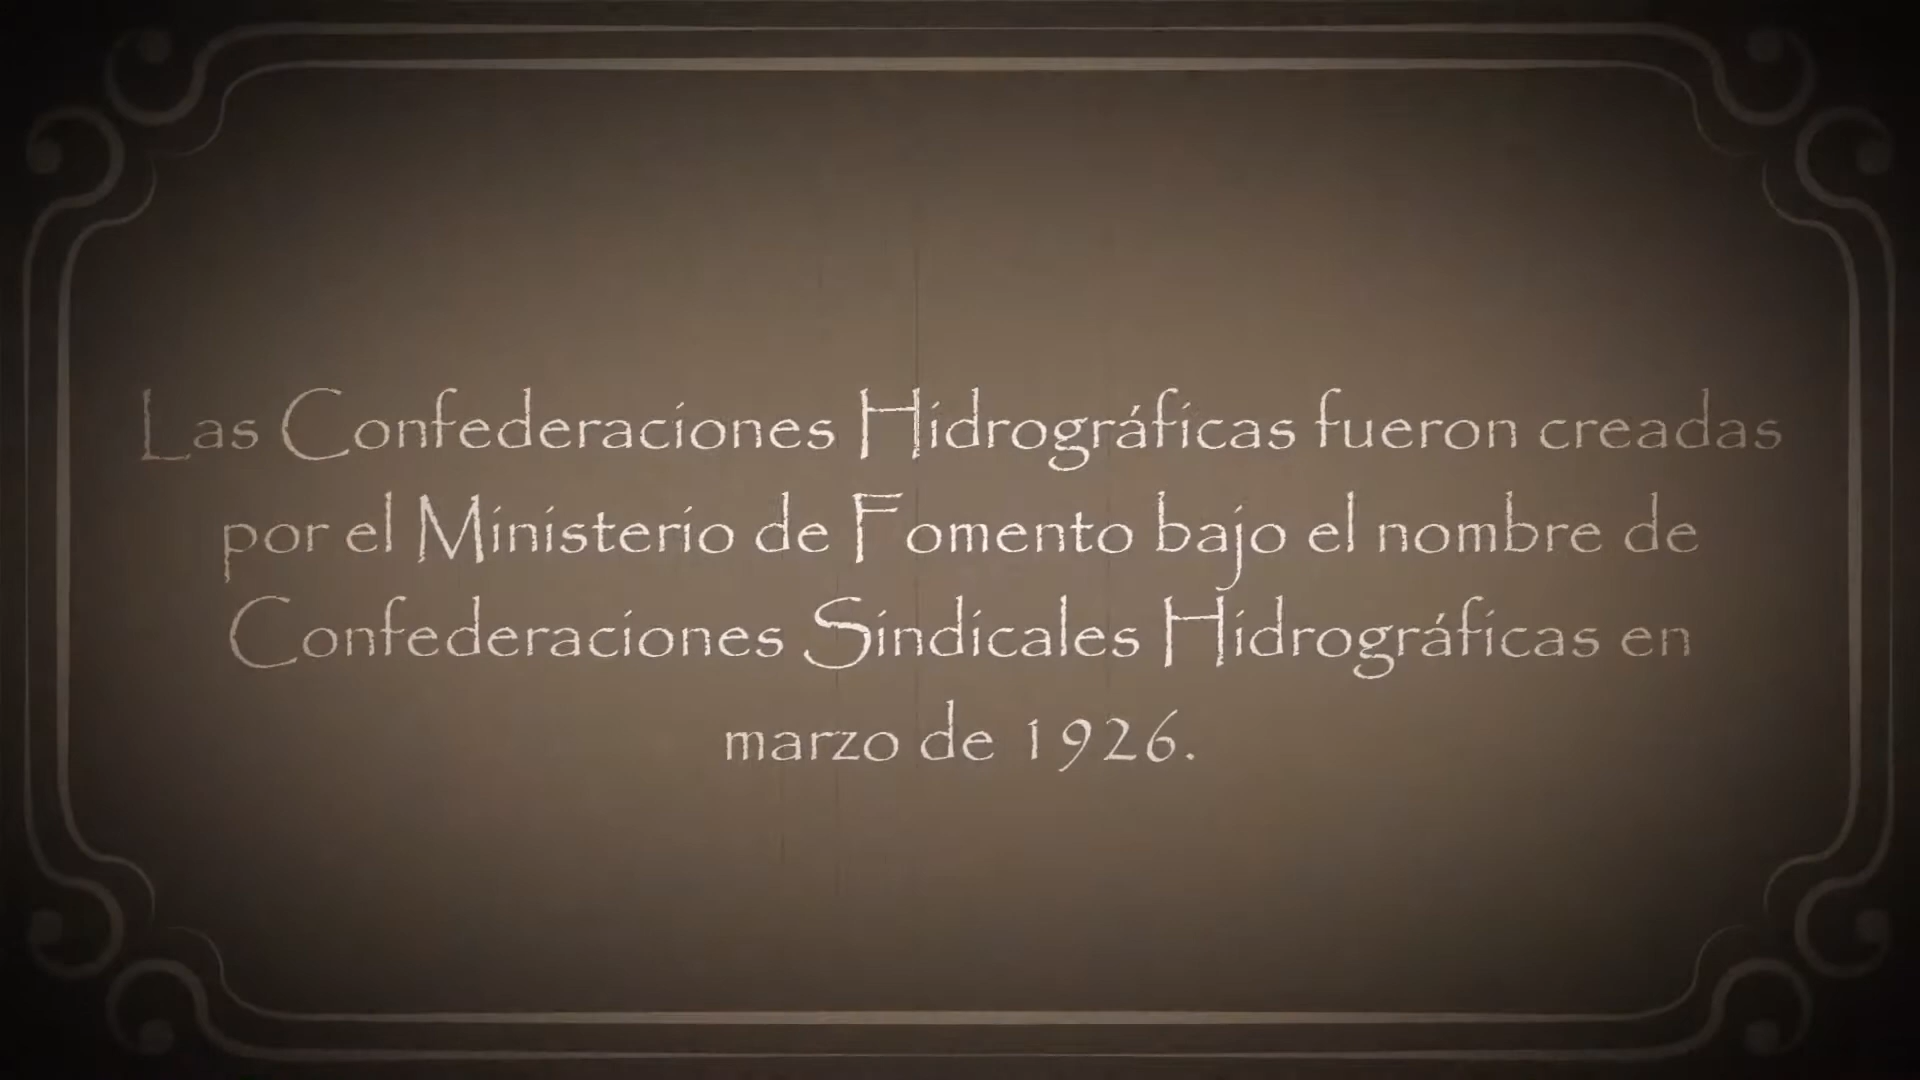 Las Confederaciones Hidrográficas fueron creadas
por el Ministerio de Fomento bajo el nombre de
Confederaciones Sindicales Hidrográficas en
marzo de 1926.